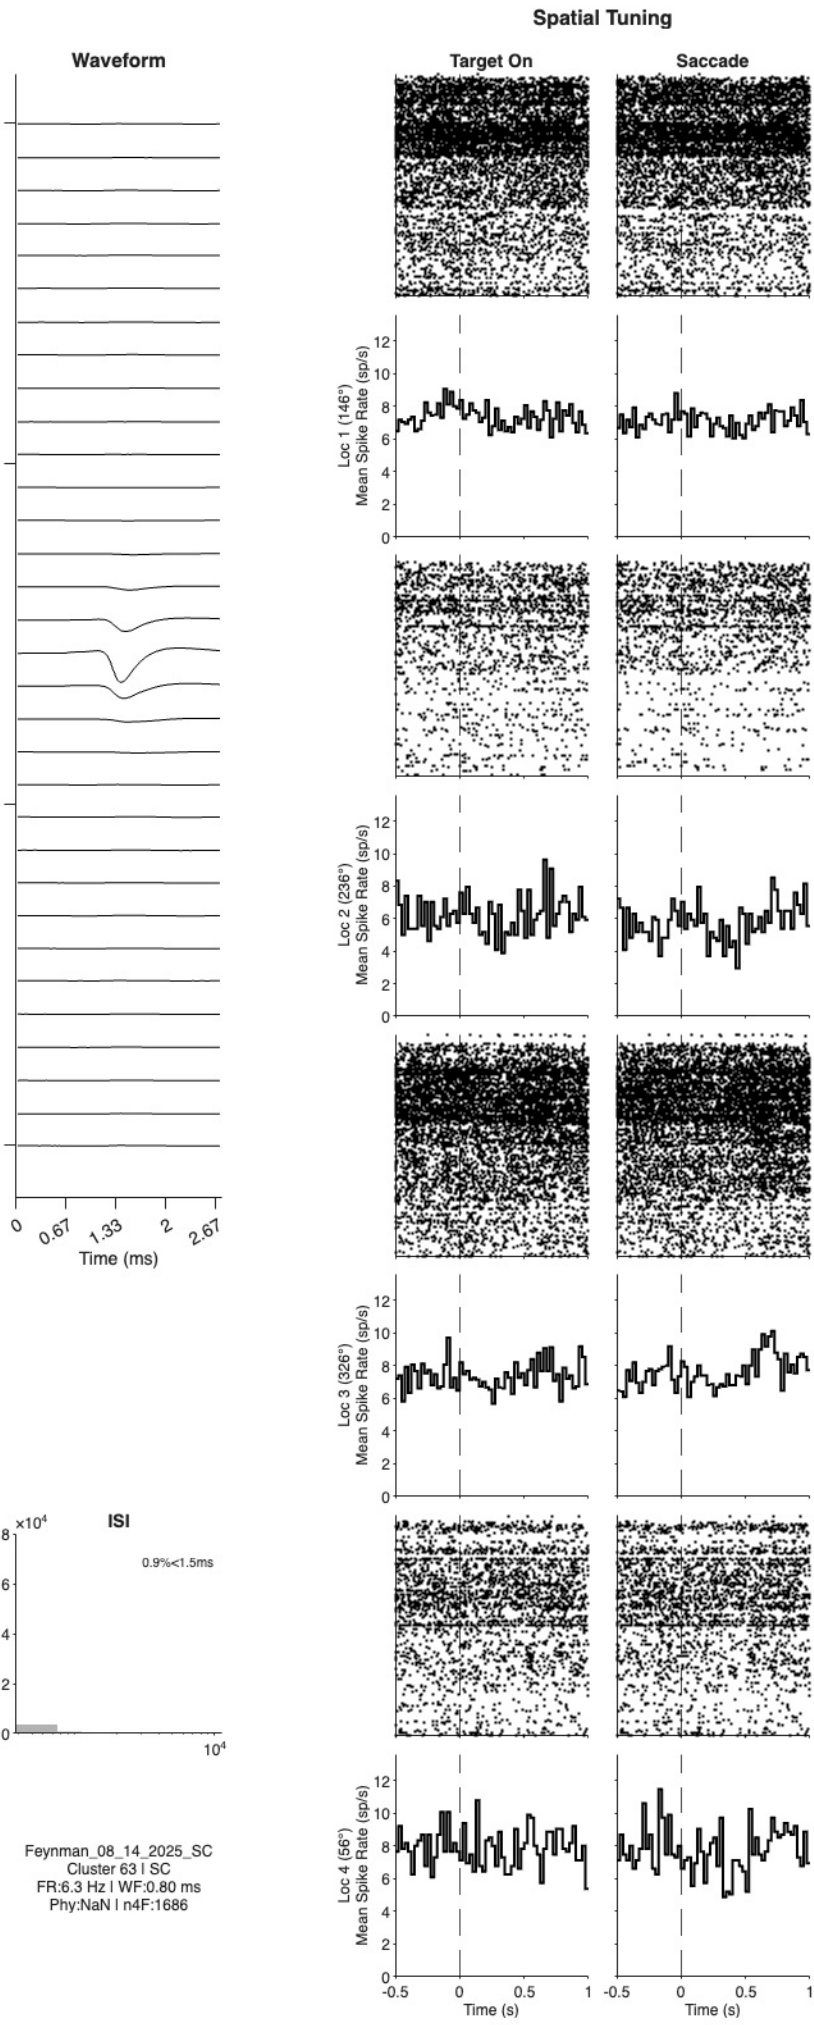 Spatial Tuning
Waveform
Target On
Saccade
0
0.67
1.33
2
2.67
Time (ms)
12
10
8
6
4
2
0
Loc 1 (146°)
Mean Spike Rate (sp/s)
12
10
8
6
4
2
0
Loc 2 (236°)
Mean Spike Rate (sp/s)
12
10
8
6
4
2
0
Loc 3 (326°)
Mean Spike Rate (sp/s)
ISI
×10⁴
8
6
4
2
0
0.9%<1.5ms
10⁴
Feynman_08_14_2025_SC
Cluster 63 | SC
FR:6.3 Hz | WF:0.80 ms
Phy:NaN | n4F:1686
12
10
8
6
4
2
0
Loc 4 (56°)
Mean Spike Rate (sp/s)
-0.5 0 0.5 1
Time (s)
-0.5 0 0.5 1
Time (s)